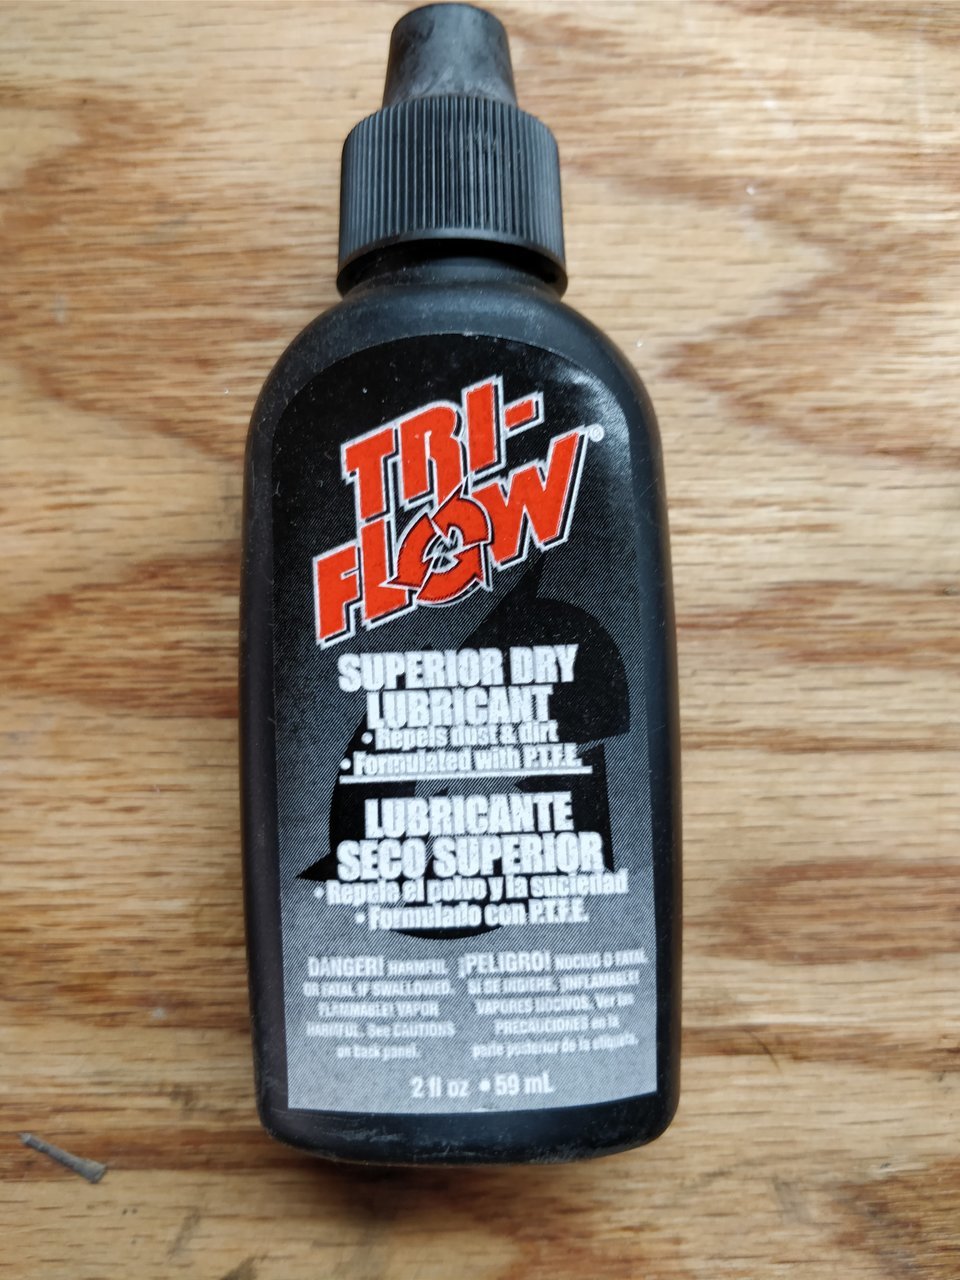 TRI-
FLOW®
SUPERIOR DRY
LUBRICANT
• Repels dust & dirt
• Formulated with P.T.F.E.
LUBRICANTE
SECO SUPERIOR
• Repele el polvo y la suciedad
• Formulado con P.T.F.E.
DANGER! HARMFUL
OR FATAL IF SWALLOWED.
FLAMMABLE! VAPOR
HARMFUL. See CAUTIONS
on back panel.
¡PELIGRO! NOCIVO O FATAL
SI SE INGIERE. ¡INFLAMABLE!
VAPORES NOCIVOS. Ver las
PRECAUCIONES en la
parte posterior de la etiqueta.
2 fl oz • 59 mL